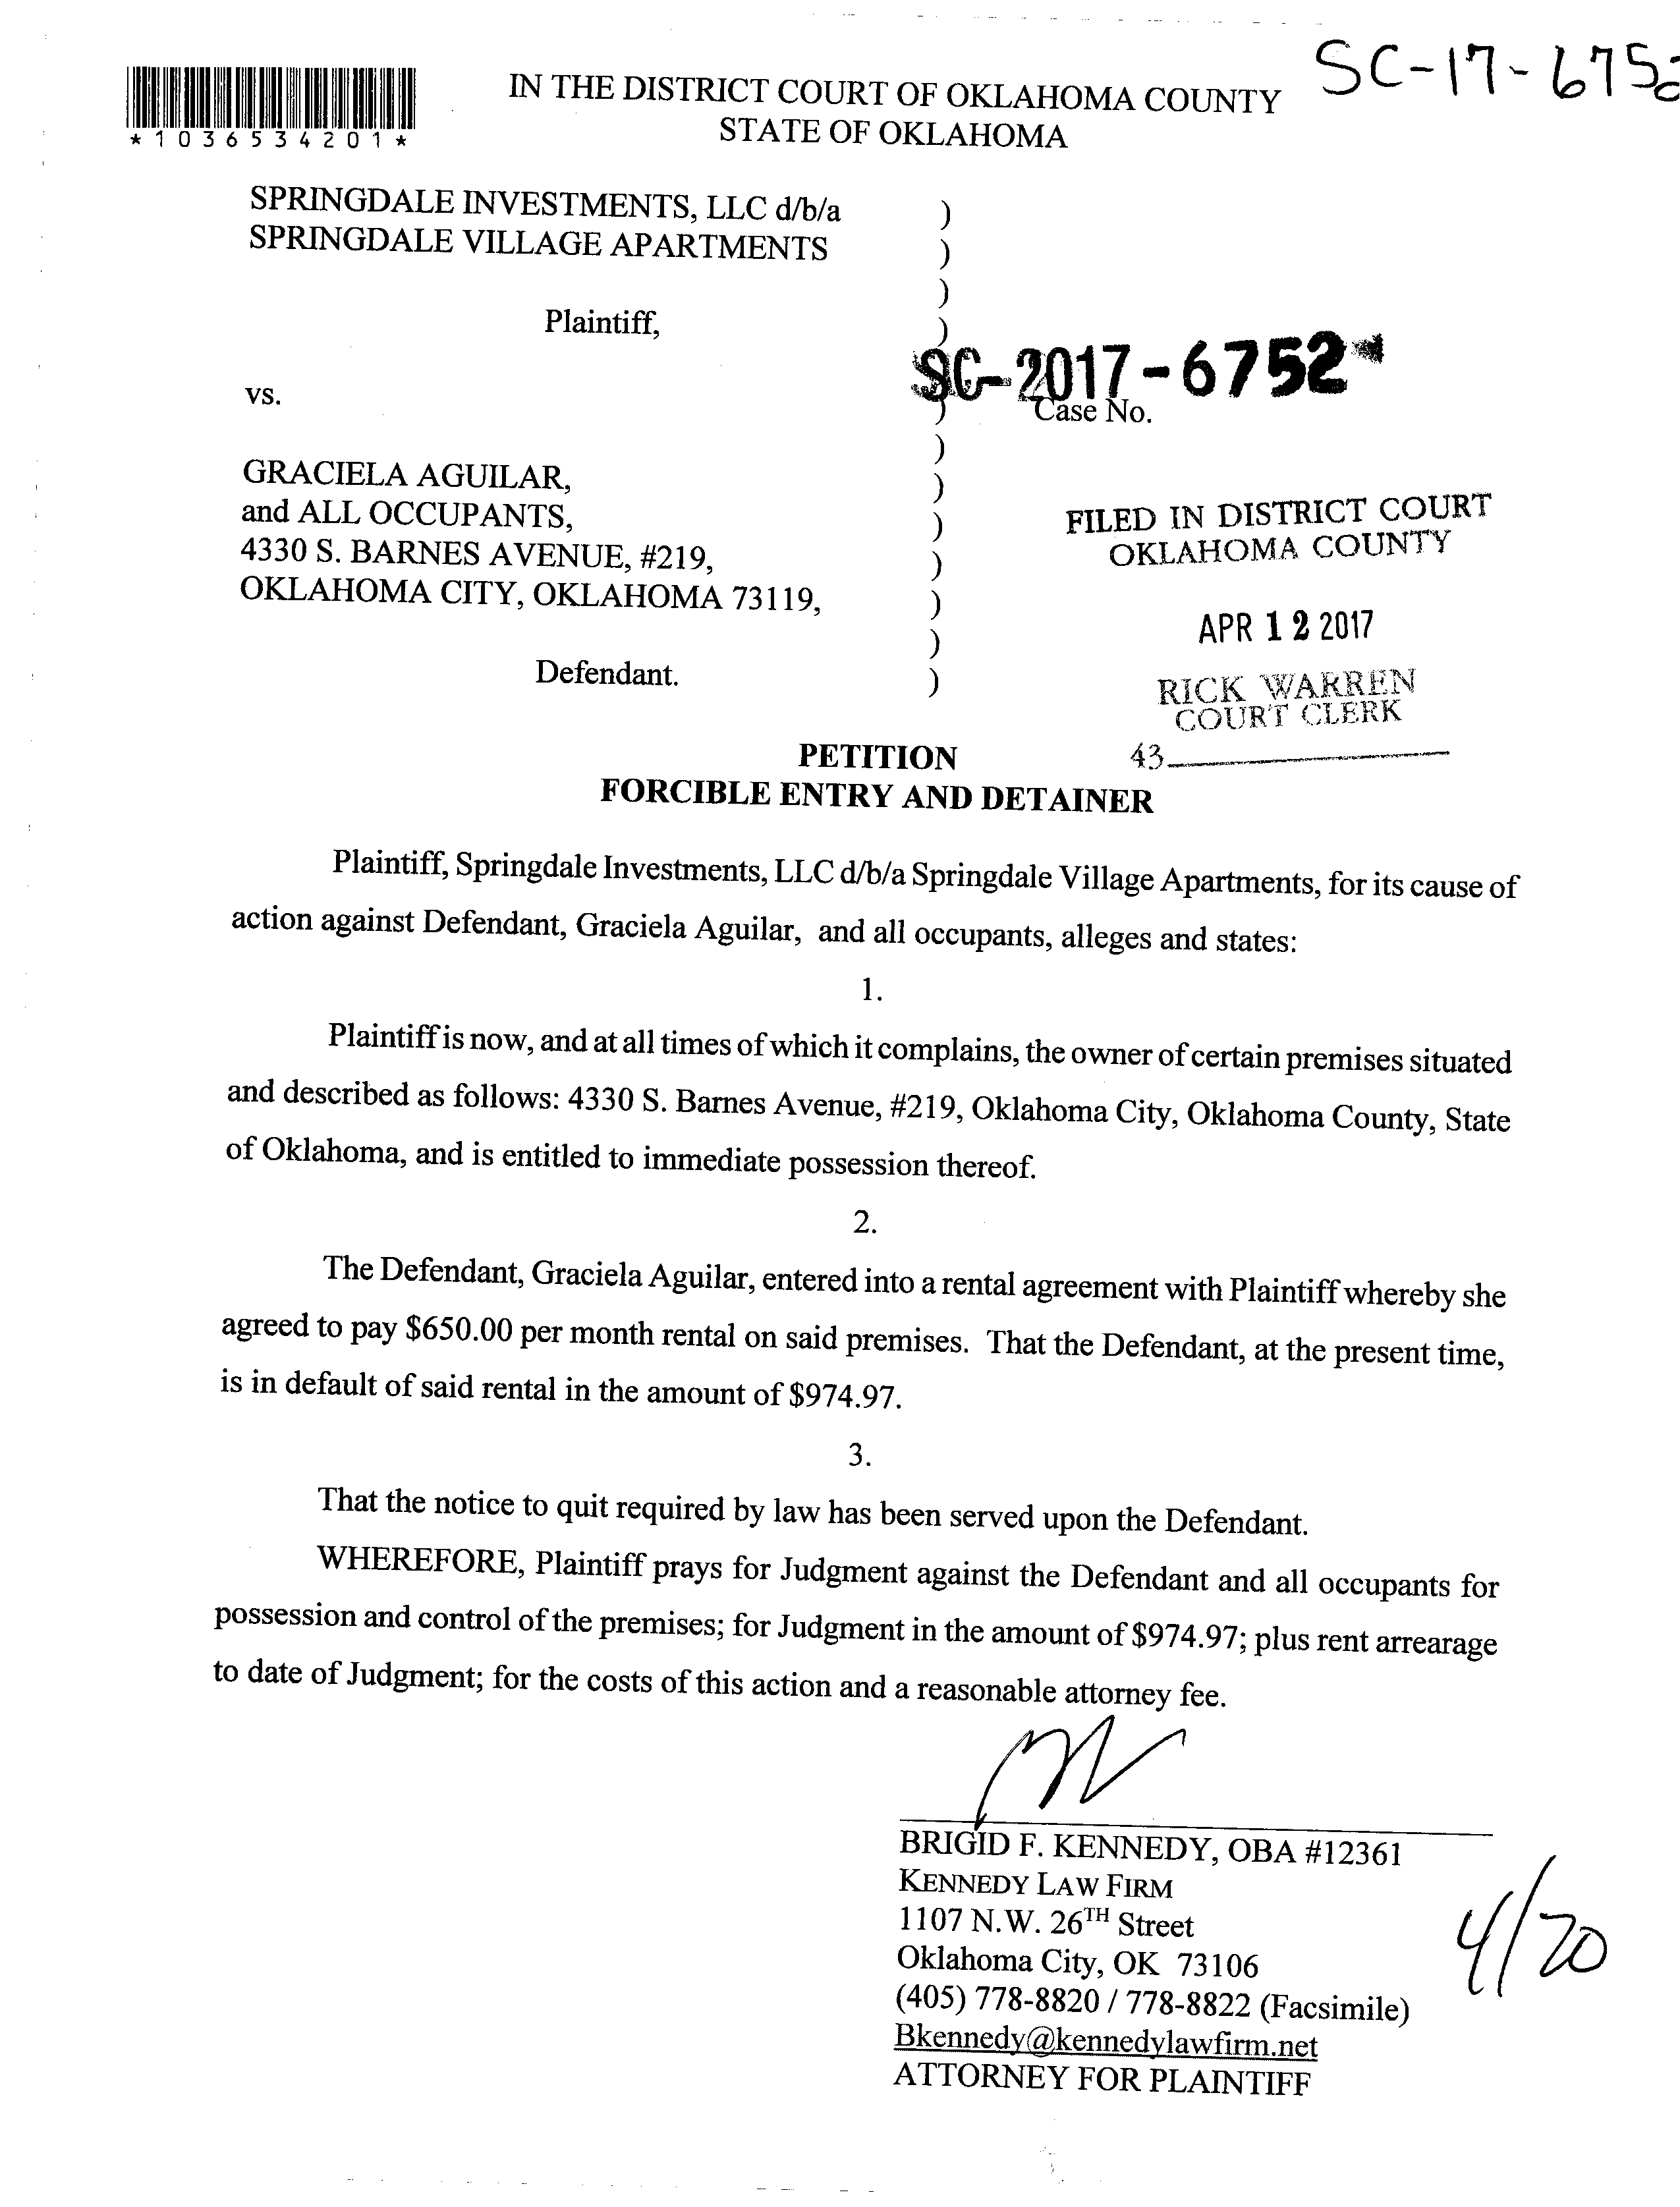 SC-17-6752
*1036534201*
IN THE DISTRICT COURT OF OKLAHOMA COUNTY
STATE OF OKLAHOMA
SPRINGDALE INVESTMENTS, LLC d/b/a )
SPRINGDALE VILLAGE APARTMENTS )
)
Plaintiff, )
SC-2017-6752
vs. ) Case No.
)
GRACIELA AGUILAR, )
and ALL OCCUPANTS, )
4330 S. BARNES AVENUE, #219, )
OKLAHOMA CITY, OKLAHOMA 73119, )
)
Defendant. )
FILED IN DISTRICT COURT
OKLAHOMA COUNTY
APR 12 2017
RICK WARREN
COURT CLERK
43
PETITION
FORCIBLE ENTRY AND DETAINER
Plaintiff, Springdale Investments, LLC d/b/a Springdale Village Apartments, for its cause of
action against Defendant, Graciela Aguilar, and all occupants, alleges and states:
1.
Plaintiff is now, and at all times of which it complains, the owner of certain premises situated
and described as follows: 4330 S. Barnes Avenue, #219, Oklahoma City, Oklahoma County, State
of Oklahoma, and is entitled to immediate possession thereof.
2.
The Defendant, Graciela Aguilar, entered into a rental agreement with Plaintiff whereby she
agreed to pay $650.00 per month rental on said premises. That the Defendant, at the present time,
is in default of said rental in the amount of $974.97.
3.
That the notice to quit required by law has been served upon the Defendant.
WHEREFORE, Plaintiff prays for Judgment against the Defendant and all occupants for
possession and control of the premises; for Judgment in the amount of $974.97; plus rent arrearage
to date of Judgment; for the costs of this action and a reasonable attorney fee.
BRIGID F. KENNEDY, OBA #12361
KENNEDY LAW FIRM
1107 N.W. 26TH Street
Oklahoma City, OK 73106
(405) 778-8820 / 778-8822 (Facsimile)
Bkennedy@kennedylawfirm.net
ATTORNEY FOR PLAINTIFF
4/20